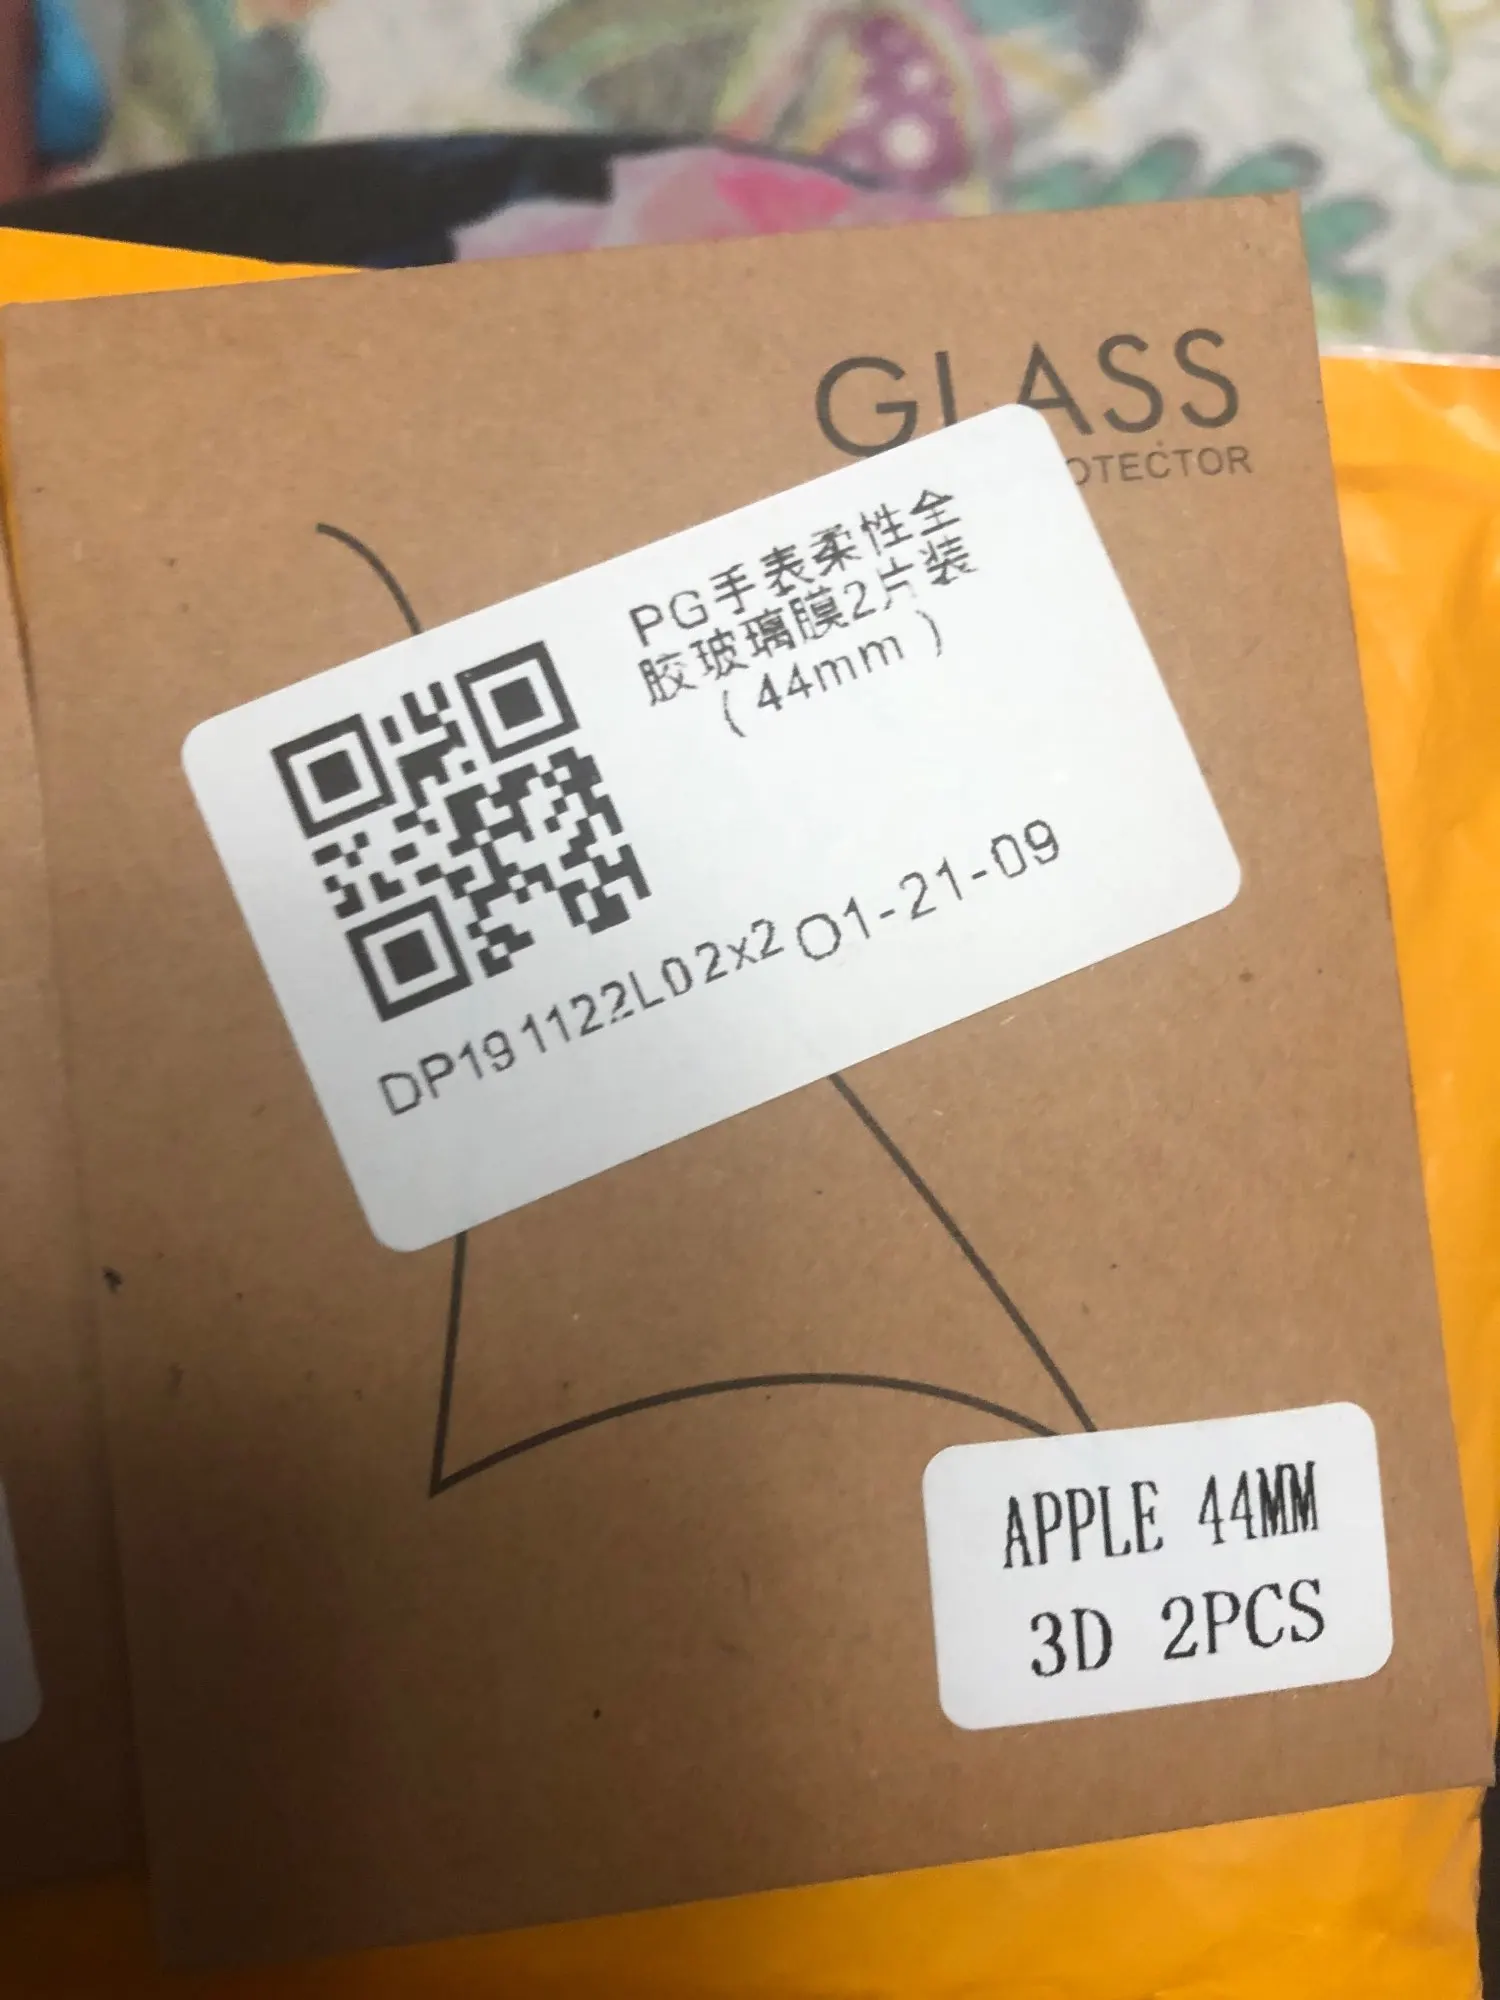 GLASS
OTECTOR
PG手表柔性全
胶玻璃膜2片装
(44mm)
DP191122L02x2 01-21-09
APPLE 44MM
3D 2PCS